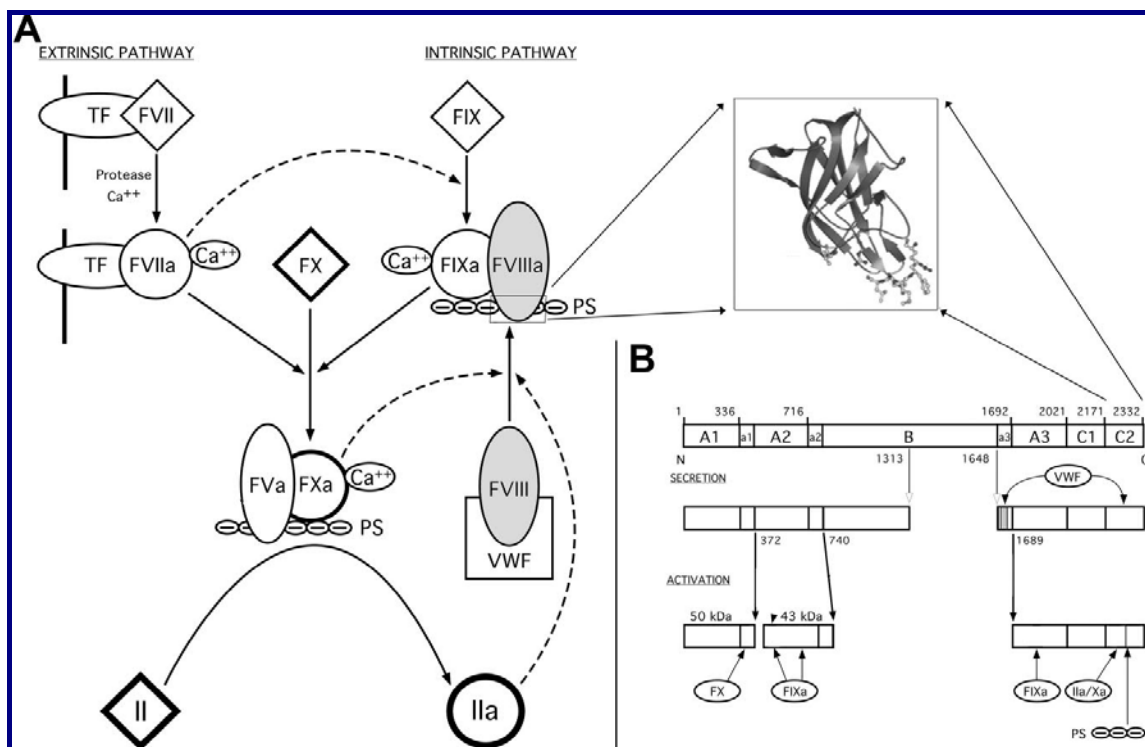 A
EXTRINSIC PATHWAY
INTRINSIC PATHWAY
TF
FVII
FIX
Protease
Ca++
TF
FVIIa
Ca++
FX
Ca++
FIXa
FVIIIa
PS
FVa
FXa
Ca++
PS
FVIII
VWF
II
IIa
B
1 336 716 1692 2021 2171 2332
A1 a1 A2 a2 B a3 A3 C1 C2
N 1313 1648 C
SECRETION
VWF
372 740 1689
ACTIVATION
50 kDa 43 kDa
FX FIXa FIXa IIa/Xa
PS